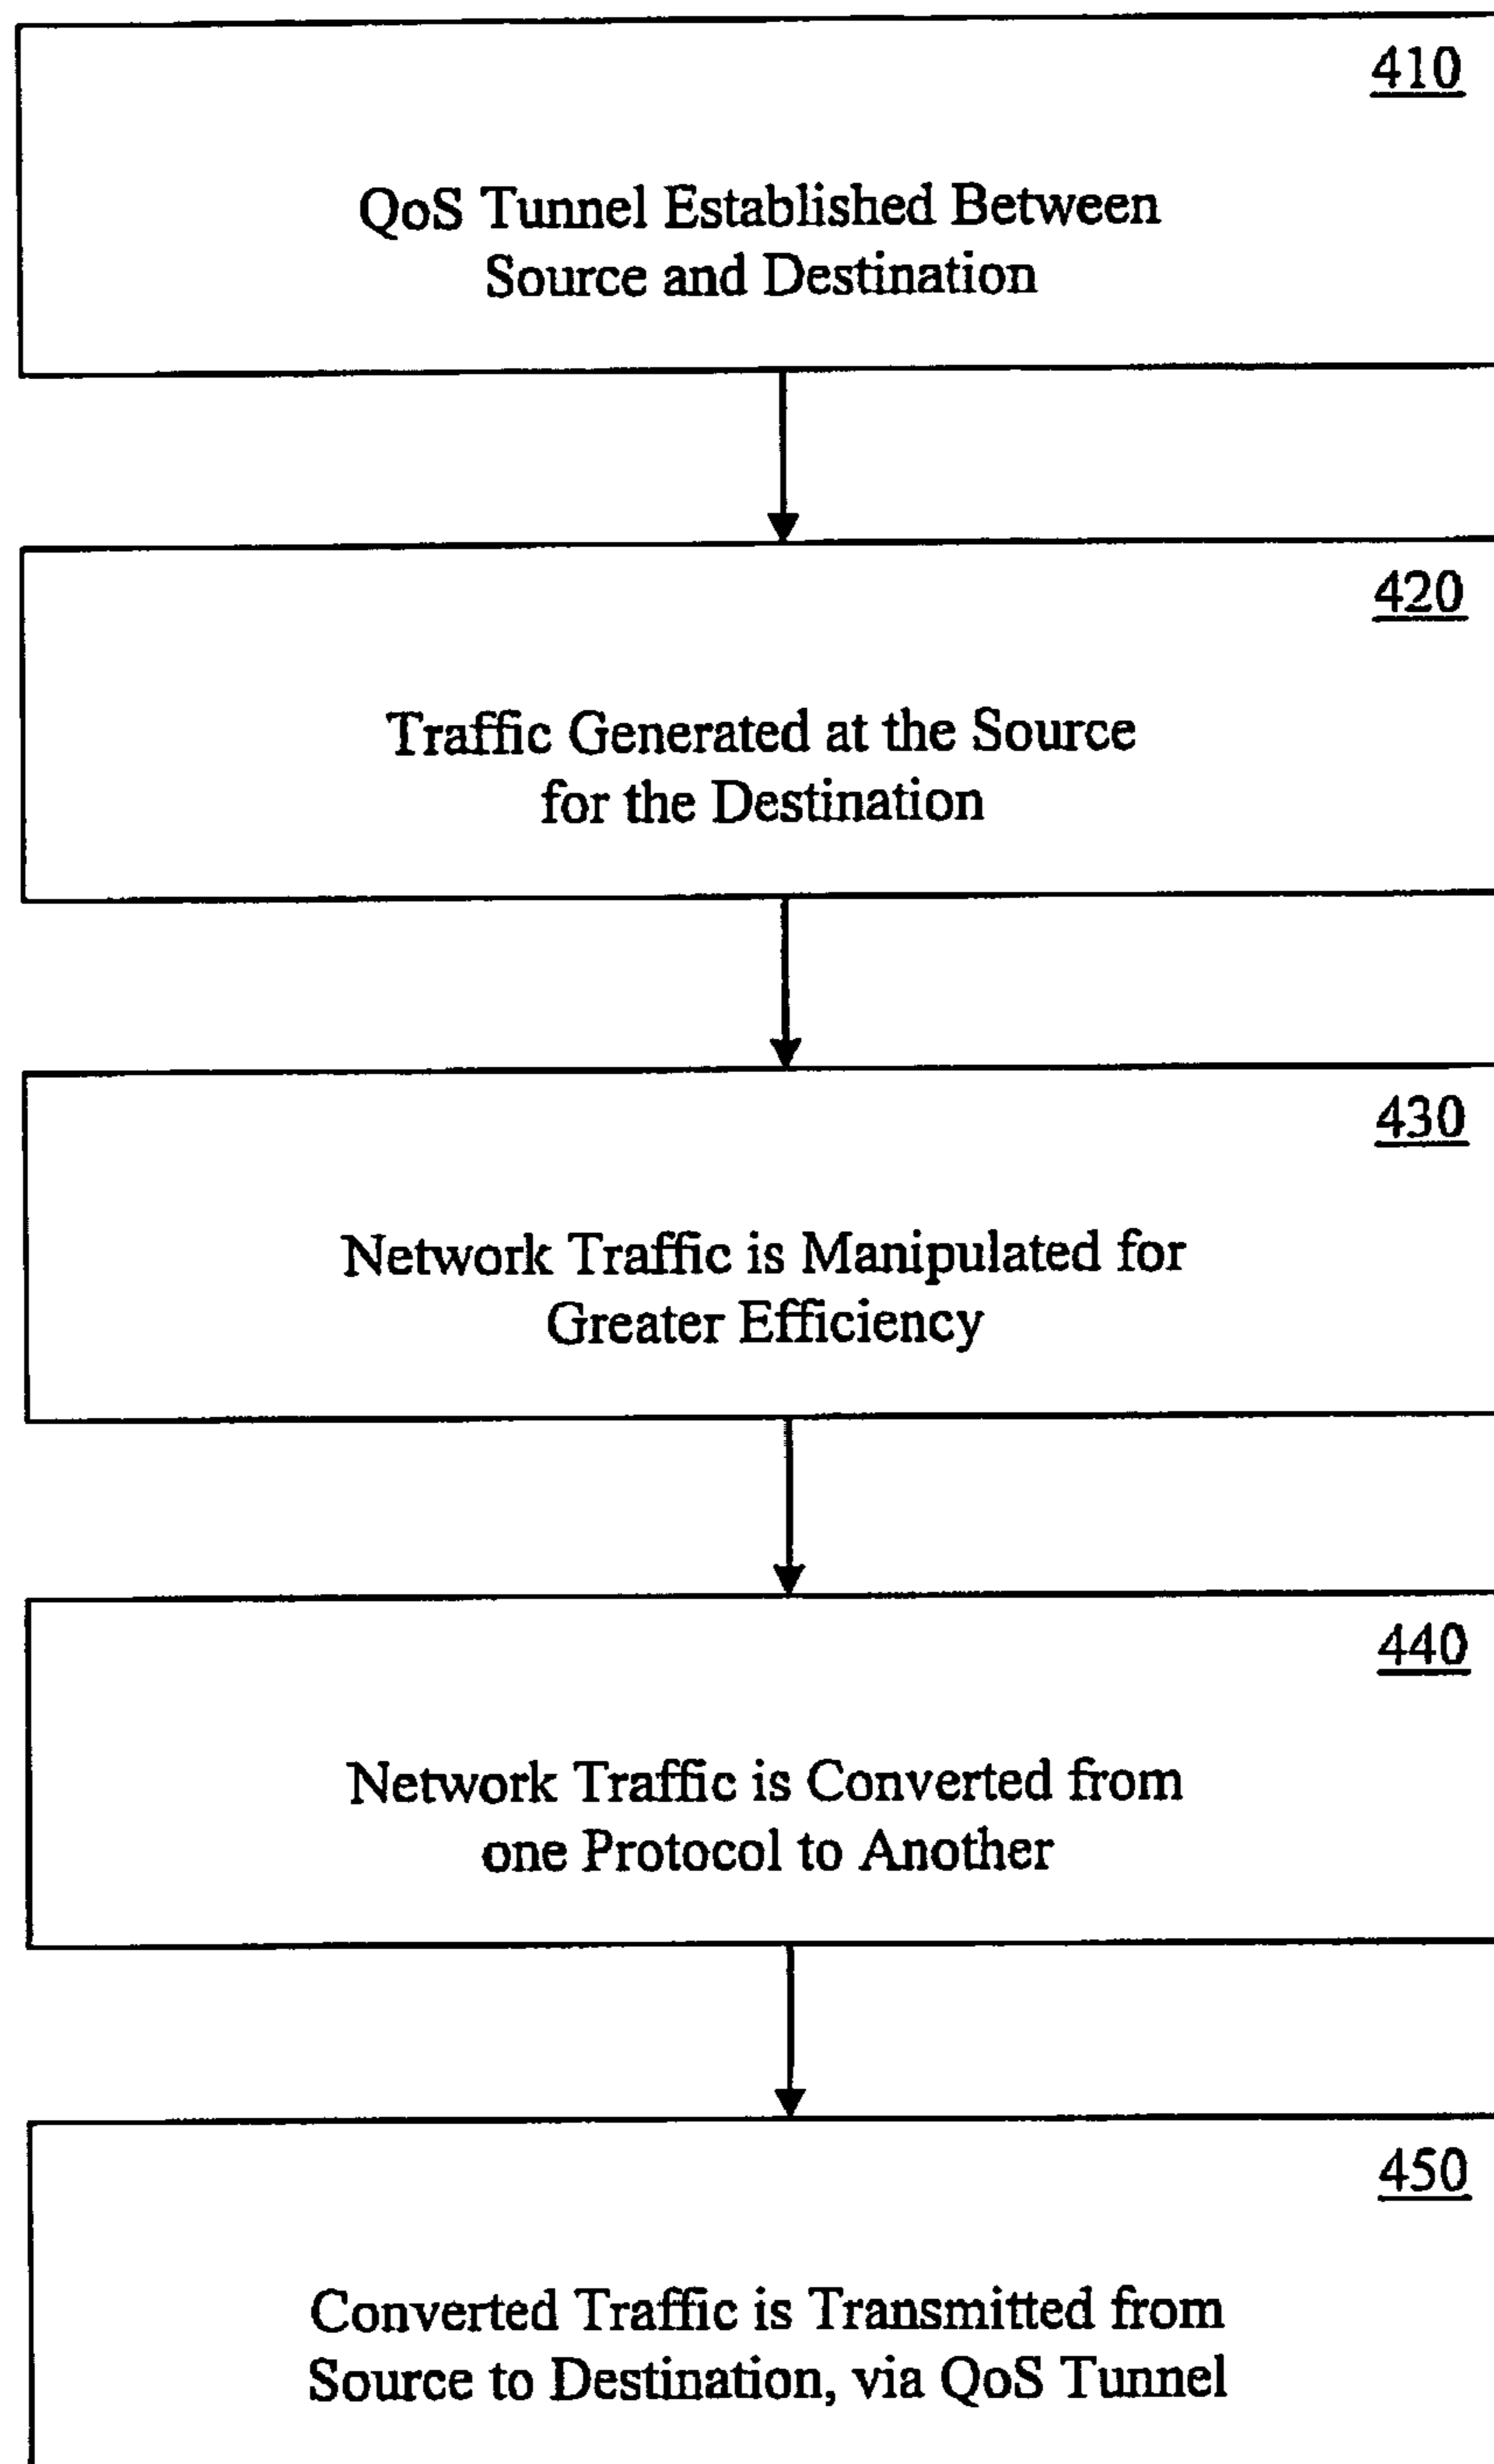 410
QoS Tunnel Established Between
Source and Destination
420
Traffic Generated at the Source
for the Destination
430
Network Traffic is Manipulated for
Greater Efficiency
440
Network Traffic is Converted from
one Protocol to Another
450
Converted Traffic is Transmitted from
Source to Destination, via QoS Tunnel